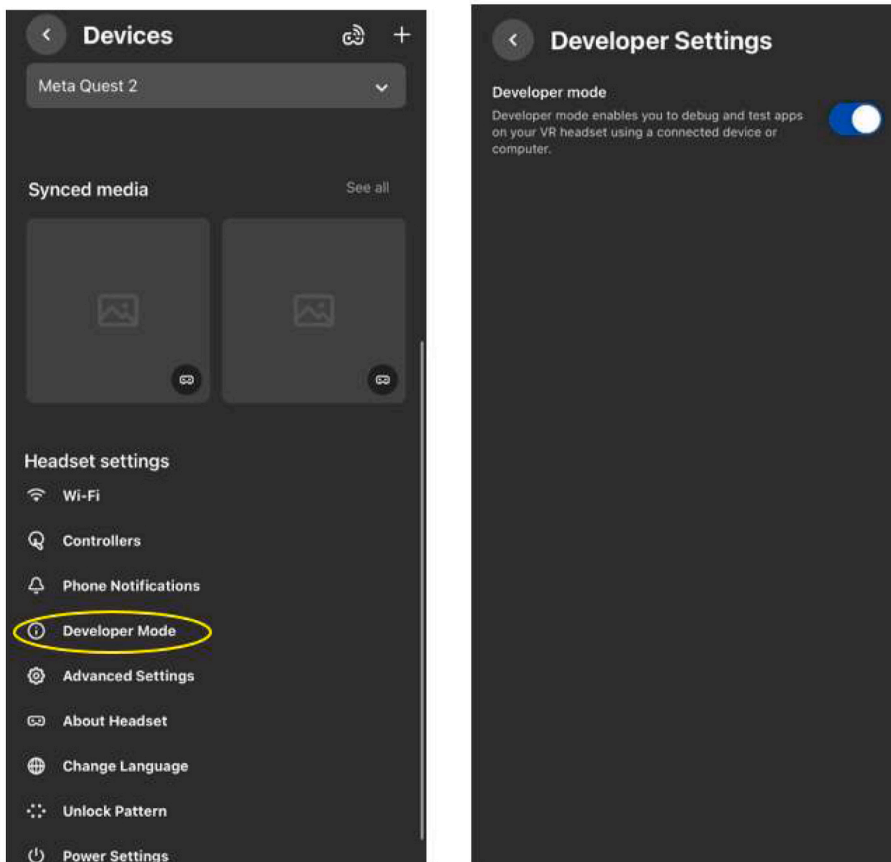 Devices
Meta Quest 2
Synced media
See all
Headset settings
Wi-Fi
Controllers
Phone Notifications
Developer Mode
Advanced Settings
About Headset
Change Language
Unlock Pattern
Power Settings
Developer Settings
Developer mode
Developer mode enables you to debug and test apps
on your VR headset using a connected device or
computer.